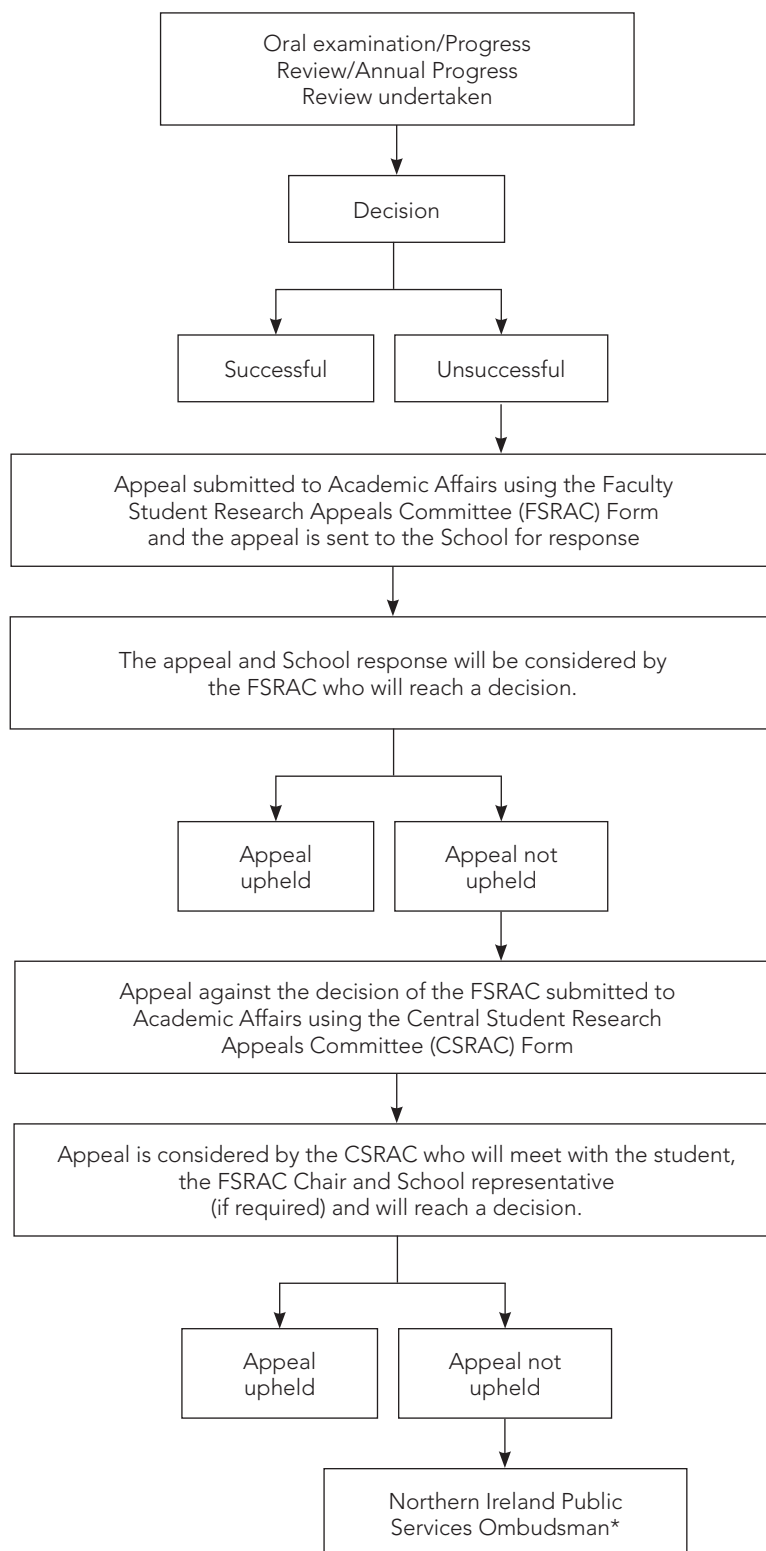 Oral examination/Progress
Review/Annual Progress
Review undertaken
Decision
Successful
Unsuccessful
Appeal submitted to Academic Affairs using the Faculty
Student Research Appeals Committee (FSRAC) Form
and the appeal is sent to the School for response
The appeal and School response will be considered by
the FSRAC who will reach a decision.
Appeal
upheld
Appeal not
upheld
Appeal against the decision of the FSRAC submitted to
Academic Affairs using the Central Student Research
Appeals Committee (CSRAC) Form
Appeal is considered by the CSRAC who will meet with the student,
the FSRAC Chair and School representative
(if required) and will reach a decision.
Appeal
upheld
Appeal not
upheld
Northern Ireland Public
Services Ombudsman*